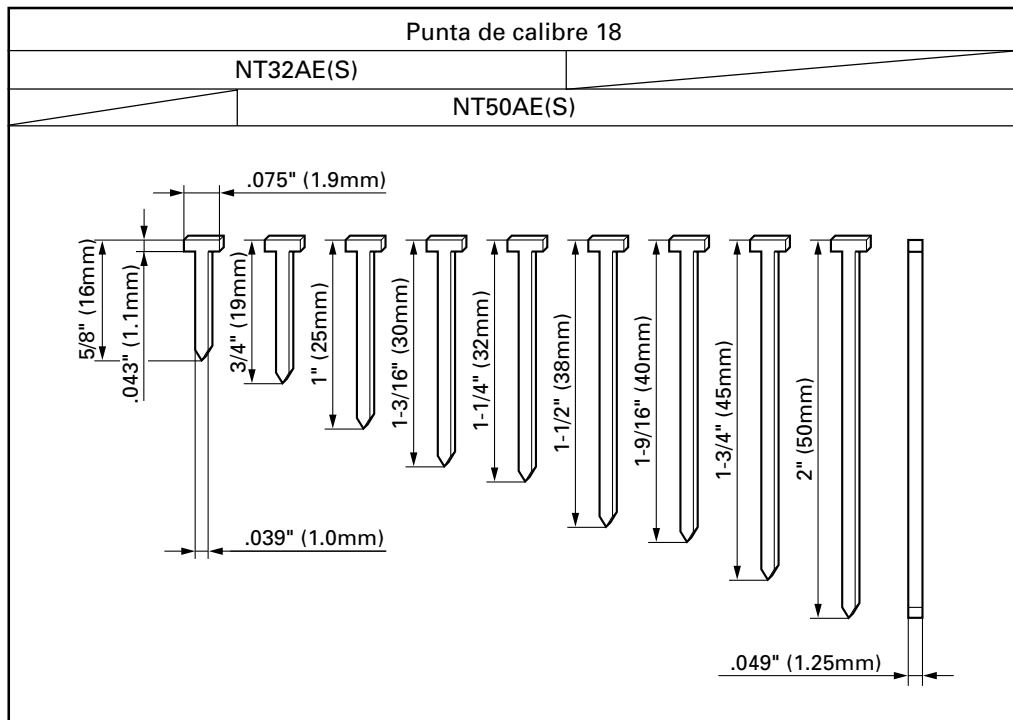 Punta de calibre 18
NT32AE(S)
NT50AE(S)
.075" (1.9mm)
5/8" (16mm)
.043" (1.1mm)
3/4" (19mm)
1" (25mm)
1-3/16" (30mm)
1-1/4" (32mm)
1-1/2" (38mm)
1-9/16" (40mm)
1-3/4" (45mm)
2" (50mm)
.039" (1.0mm)
.049" (1.25mm)